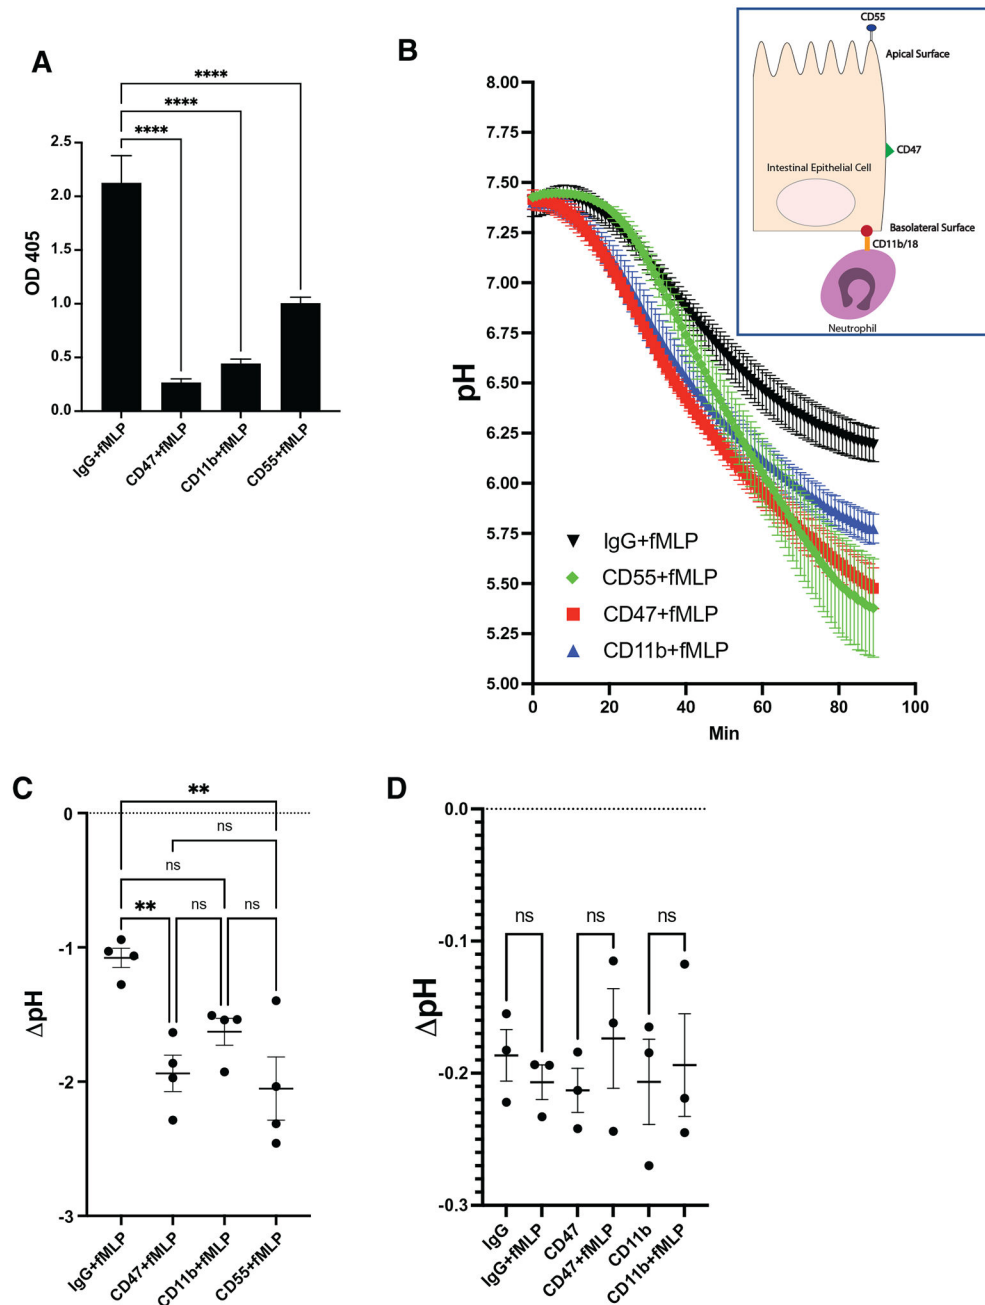 A
****
****
****
2.5
2.0
1.5
1.0
0.5
0.0
OD 405
IgG+fMLP
CD47+fMLP
CD11b+fMLP
CD55+fMLP
B
8.00
7.75
7.50
7.25
7.00
6.75
6.50
6.25
6.00
5.75
5.50
5.25
5.00
pH
0
20
40
60
80
100
Min
IgG+fMLP
CD55+fMLP
CD47+fMLP
CD11b+fMLP
CD55
Apical Surface
CD47
Intestinal Epithelial Cell
Basolateral Surface
CD11b/18
Neutrophil
C
**
ns
ns
**
ns
ns
0
-1
-2
-3
ΔpH
IgG+fMLP
CD47+fMLP
CD11b+fMLP
CD55+fMLP
D
0.0
-0.1
-0.2
-0.3
ΔpH
ns
ns
ns
IgG
IgG+fMLP
CD47
CD47+fMLP
CD11b
CD11b+fMLP